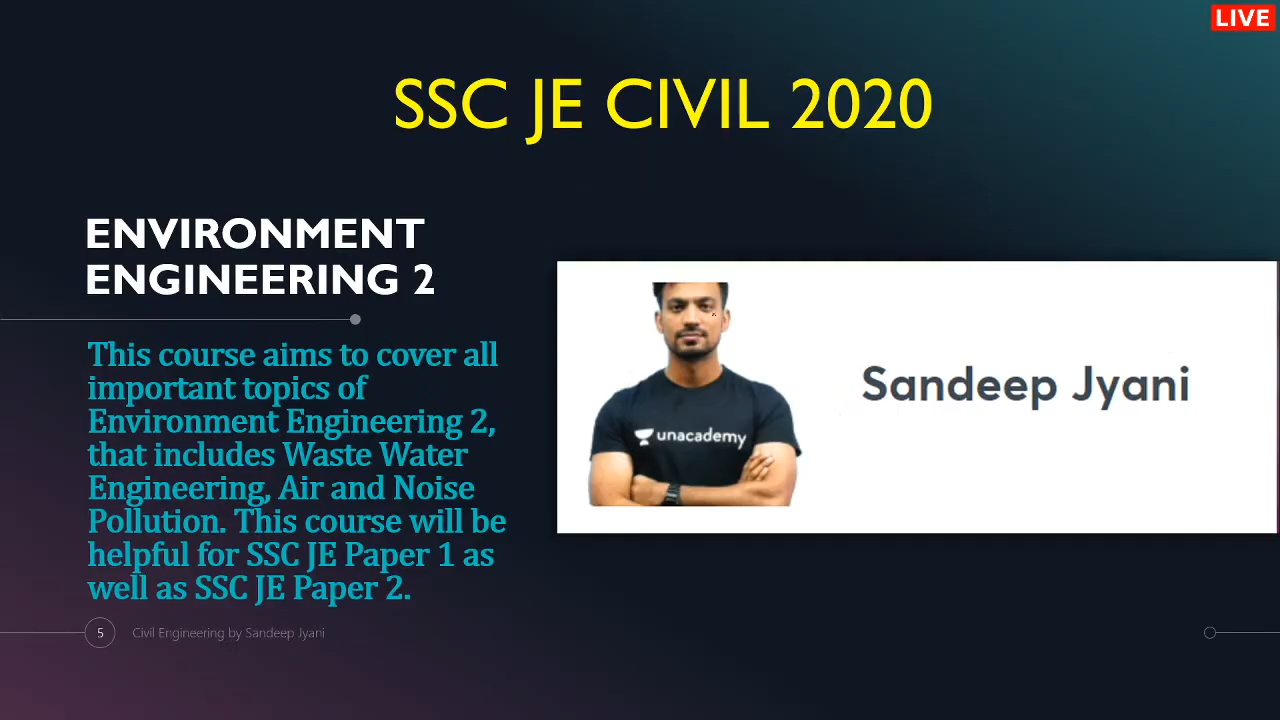 LIVE
SSC JE CIVIL 2020
ENVIRONMENT
ENGINEERING 2
This course aims to cover all
important topics of
Environment Engineering 2,
that includes Waste Water
Engineering, Air and Noise
Pollution. This course will be
helpful for SSC JE Paper 1 as
well as SSC JE Paper 2.
unacademy
Sandeep Jyani
5
Civil Engineering by Sandeep Jyani